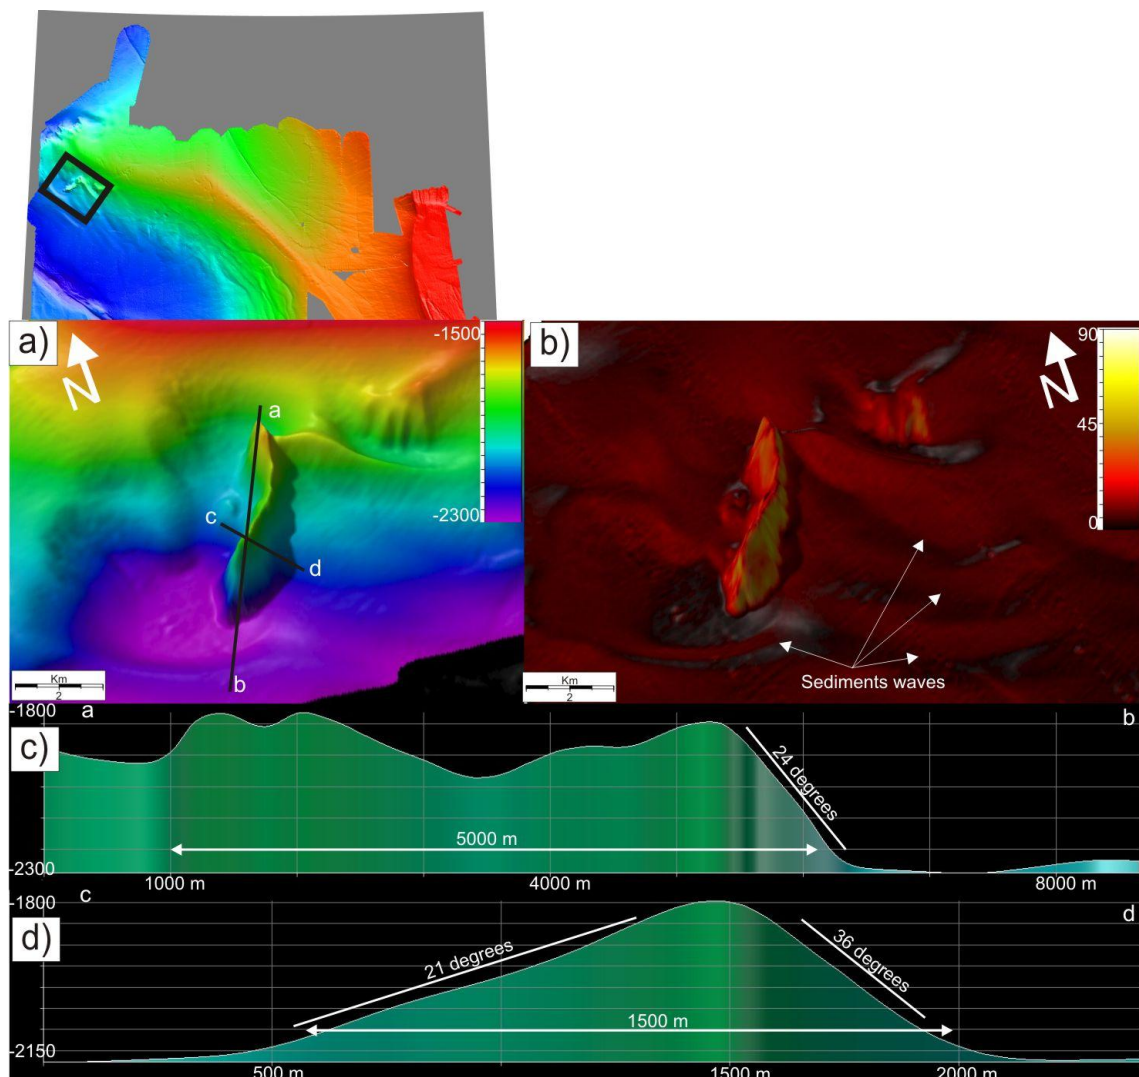 a)
-1500
N
a
c
d
b
-2300
Km
2
b)
90
N
45
0
Sediments waves
Km
2
-1800
a
b
c)
24 degrees
5000 m
-2300
1000 m
4000 m
8000 m
-1800
c
d
d)
21 degrees
36 degrees
1500 m
-2150
500 m
1500 m
2000 m